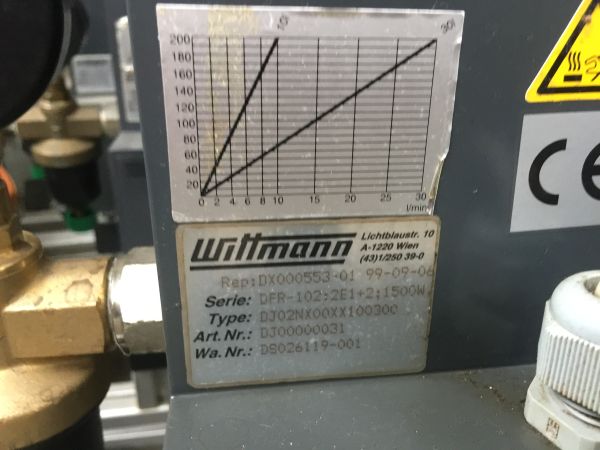 10l
30l
200
180
160
140
120
100
80
60
40
20
0 2 4 6 8 10 15 20 25 30
l/min
Wittmann
Lichtblaustr. 10
A-1220 Wien
(43)1/250 39-0
Rep:DX000553-01 99-09-06
Serie: DFR-102;2E1+2;1500W
Type: DJ02NX00XX100300
Art.Nr.: DJ00000031
Wa.Nr.: DS026119-001
CE